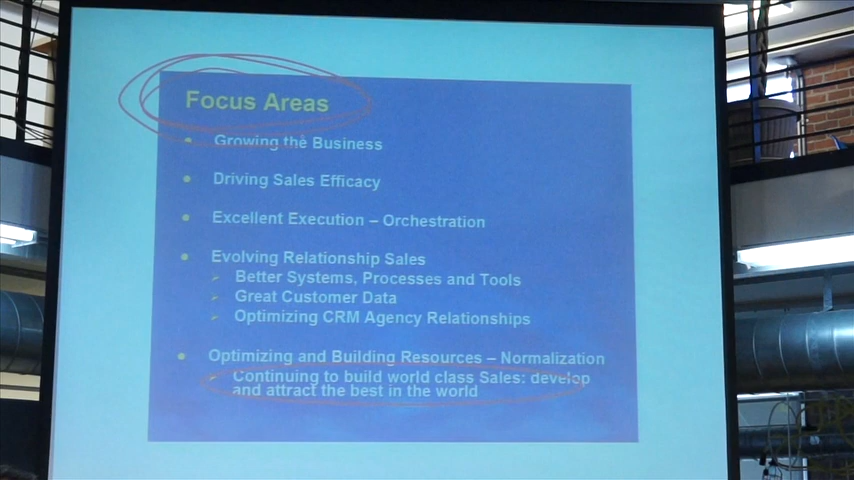 Focus Areas
• Growing the Business
• Driving Sales Efficacy
• Excellent Execution – Orchestration
• Evolving Relationship Sales
➢ Better Systems, Processes and Tools
➢ Great Customer Data
➢ Optimizing CRM Agency Relationships
• Optimizing and Building Resources – Normalization
➢ Continuing to build world class Sales: develop
and attract the best in the world